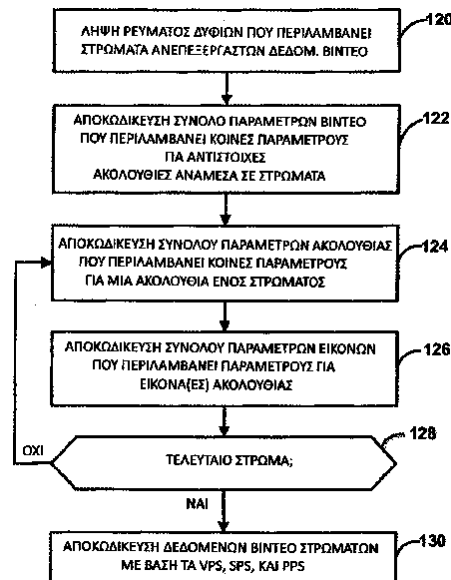 ΛΗΨΗ ΡΕΥΜΑΤΟΣ ΔΥΦΙΩΝ ΠΟΥ ΠΕΡΙΛΑΜΒΑΝΕΙ
ΣΤΡΩΜΑΤΑ ΑΝΕΠΕΞΕΡΓΑΣΤΩΝ ΔΕΔΟΜ. ΒΙΝΤΕΟ
120
ΑΠΟΚΩΔΙΚΕΥΣΗ ΣΥΝΟΛΟ ΠΑΡΑΜΕΤΡΩΝ ΒΙΝΤΕΟ
ΠΟΥ ΠΕΡΙΛΑΜΒΑΝΕΙ ΚΟΙΝΕΣ ΠΑΡΑΜΕΤΡΟΥΣ
ΓΙΑ ΑΝΤΙΣΤΟΙΧΕΣ
ΑΚΟΛΟΥΘΙΕΣ ΑΝΑΜΕΣΑ ΣΕ ΣΤΡΩΜΑΤΑ
122
ΑΠΟΚΩΔΙΚΕΥΣΗ ΣΥΝΟΛΟΥ ΠΑΡΑΜΕΤΡΩΝ ΑΚΟΛΟΥΘΙΑΣ
ΠΟΥ ΠΕΡΙΛΑΜΒΑΝΕΙ ΚΟΙΝΕΣ ΠΑΡΑΜΕΤΡΟΥΣ
ΓΙΑ ΜΙΑ ΑΚΟΛΟΥΘΙΑ ΕΝΟΣ ΣΤΡΩΜΑΤΟΣ
124
ΑΠΟΚΩΔΙΚΕΥΣΗ ΣΥΝΟΛΟΥ ΠΑΡΑΜΕΤΡΩΝ ΕΙΚΟΝΩΝ
ΠΟΥ ΠΕΡΙΛΑΜΒΑΝΕΙ ΠΑΡΑΜΕΤΡΟΥΣ ΓΙΑ
ΕΙΚΟΝΑ(ΕΣ) ΑΚΟΛΟΥΘΙΑΣ
126
ΟΧΙ
ΤΕΛΕΥΤΑΙΟ ΣΤΡΩΜΑ;
128
ΝΑΙ
ΑΠΟΚΩΔΙΚΕΥΣΗ ΔΕΔΟΜΕΝΩΝ ΒΙΝΤΕΟ ΣΤΡΩΜΑΤΩΝ
ΜΕ ΒΑΣΗ ΤΑ VPS, SPS, ΚΑΙ PPS
130